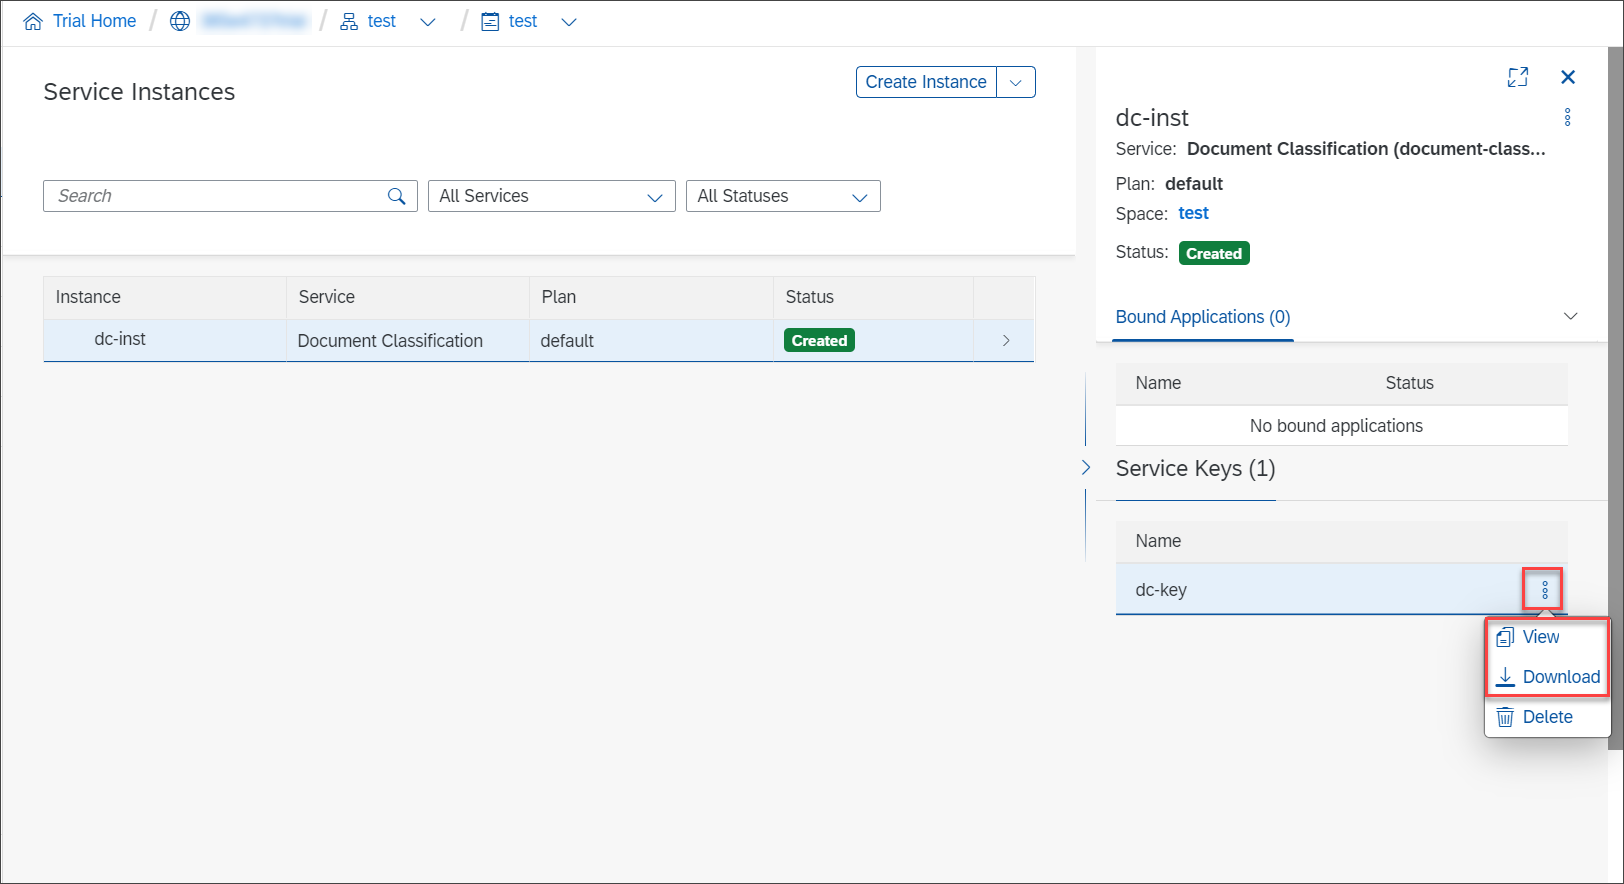 Trial Home / / test / test
Service Instances
Create Instance
Search
All Services
All Statuses
Instance Service Plan Status
dc-inst Document Classification default Created
dc-inst
Service: Document Classification (document-class...
Plan: default
Space: test
Status: Created
Bound Applications (0)
Name Status
No bound applications
Service Keys (1)
Name
dc-key
View
Download
Delete